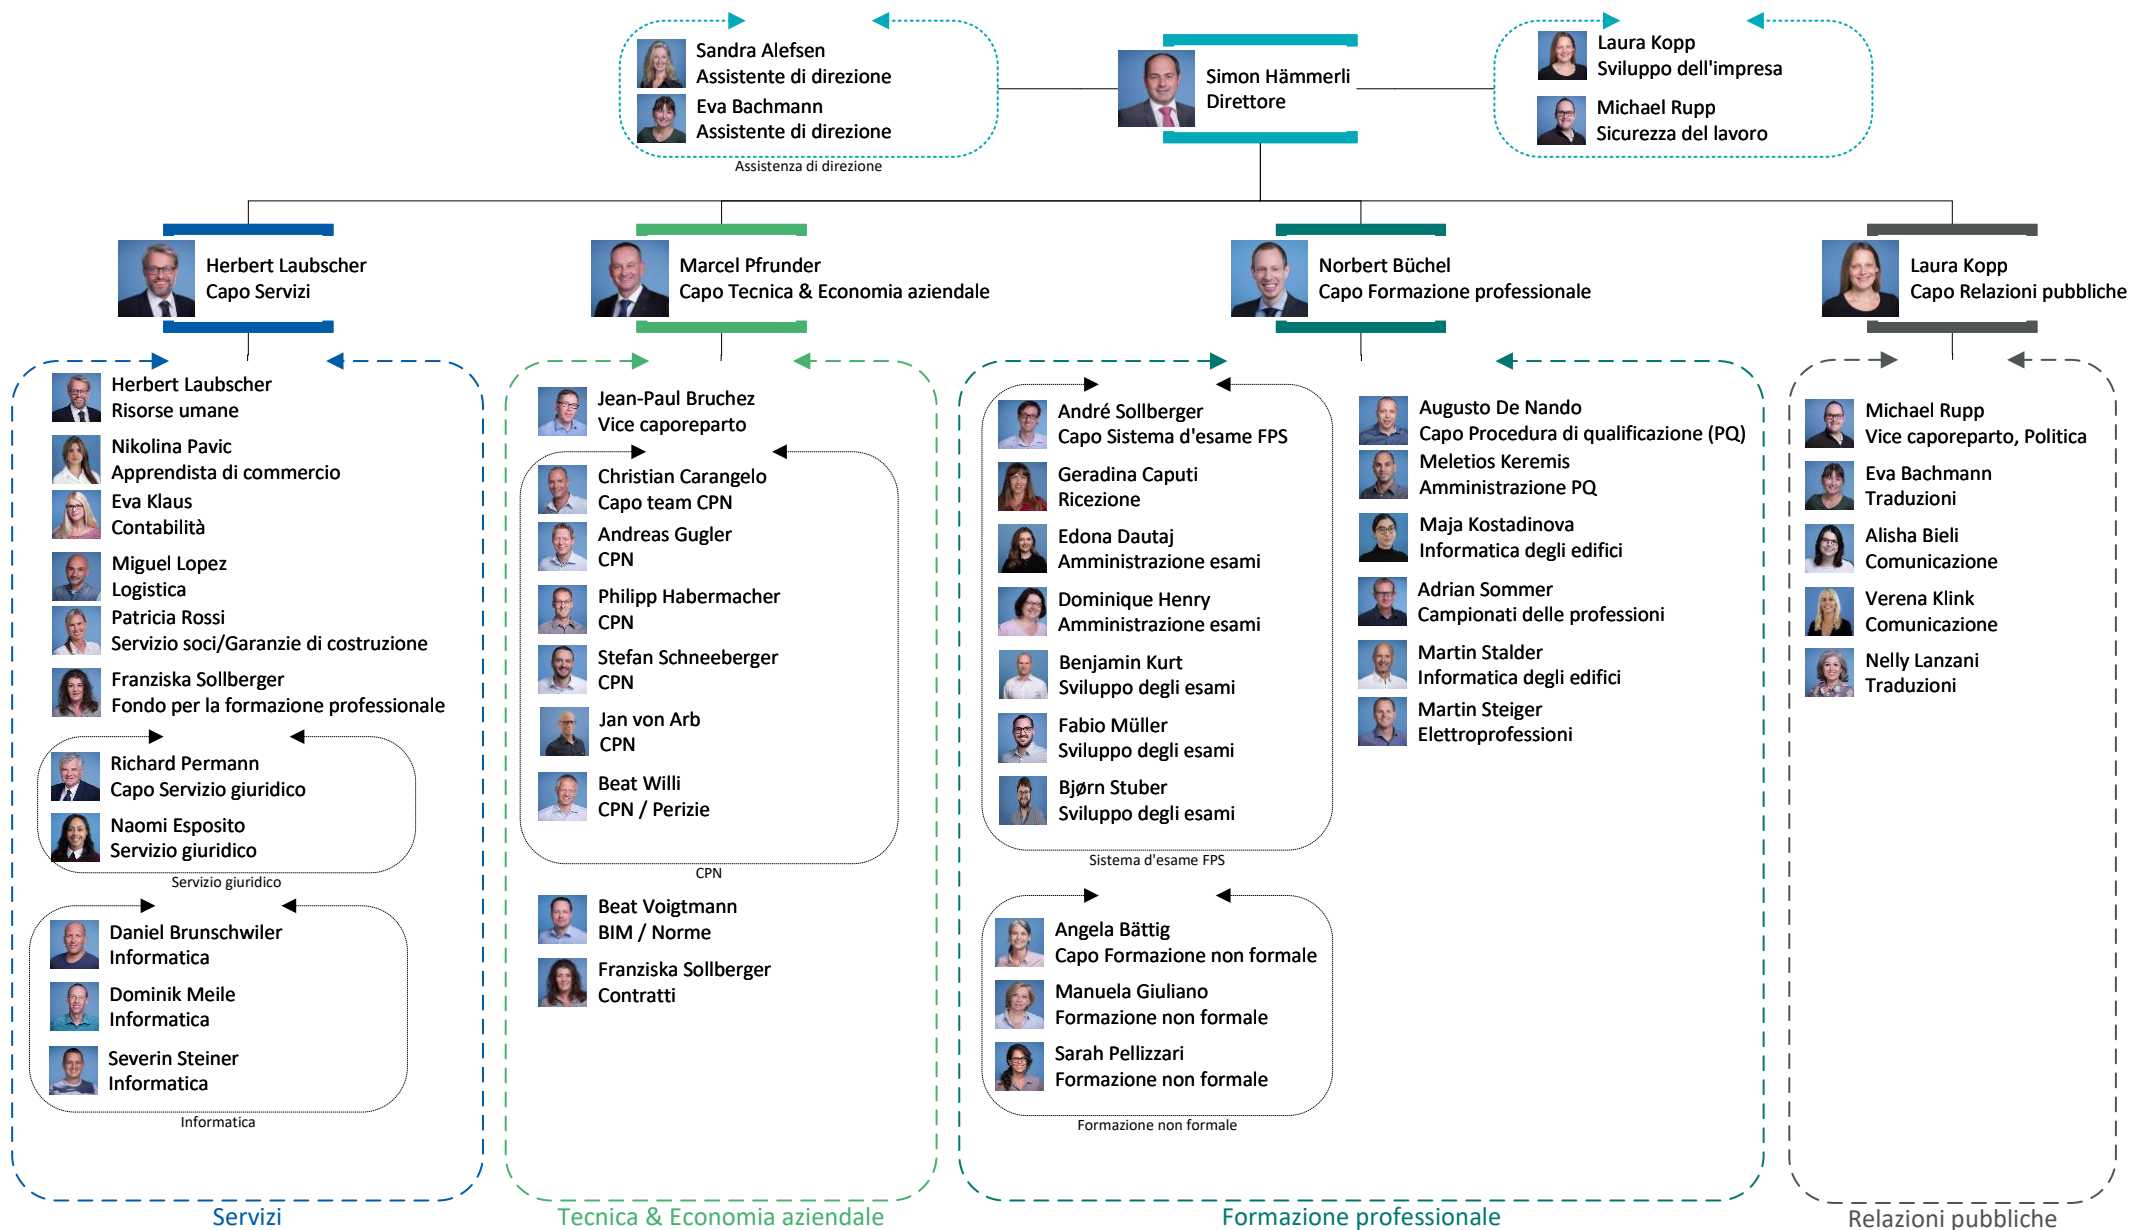 Sandra Alefsen
Assistente di direzione
Eva Bachmann
Assistente di direzione
Assistenza di direzione
Simon Hämmerli
Direttore
Laura Kopp
Sviluppo dell'impresa
Michael Rupp
Sicurezza del lavoro
Herbert Laubscher
Capo Servizi
Marcel Pfrunder
Capo Tecnica & Economia aziendale
Norbert Büchel
Capo Formazione professionale
Laura Kopp
Capo Relazioni pubbliche
Herbert Laubscher
Risorse umane
Nikolina Pavic
Apprendista di commercio
Eva Klaus
Contabilità
Miguel Lopez
Logistica
Patricia Rossi
Servizio soci/Garanzie di costruzione
Franziska Sollberger
Fondo per la formazione professionale
Richard Permann
Capo Servizio giuridico
Naomi Esposito
Servizio giuridico
Servizio giuridico
Daniel Brunschwiler
Informatica
Dominik Meile
Informatica
Severin Steiner
Informatica
Informatica
Servizi
Jean-Paul Bruchez
Vice caporeparto
Christian Carangelo
Capo team CPN
Andreas Gugler
CPN
Philipp Habermacher
CPN
Stefan Schneeberger
CPN
Jan von Arb
CPN
Beat Willi
CPN / Perizie
CPN
Beat Voigtmann
BIM / Norme
Franziska Sollberger
Contratti
Tecnica & Economia aziendale
André Sollberger
Capo Sistema d'esame FPS
Geradina Caputi
Ricezione
Edona Dautaj
Amministrazione esami
Dominique Henry
Amministrazione esami
Benjamin Kurt
Sviluppo degli esami
Fabio Müller
Sviluppo degli esami
Bjørn Stuber
Sviluppo degli esami
Sistema d'esame FPS
Angela Bättig
Capo Formazione non formale
Manuela Giuliano
Formazione non formale
Sarah Pellizzari
Formazione non formale
Formazione non formale
Augusto De Nando
Capo Procedura di qualificazione (PQ)
Meletios Keremis
Amministrazione PQ
Maja Kostadinova
Informatica degli edifici
Adrian Sommer
Campionati delle professioni
Martin Stalder
Informatica degli edifici
Martin Steiger
Elettroprofessioni
Formazione professionale
Michael Rupp
Vice caporeparto, Politica
Eva Bachmann
Traduzioni
Alisha Bieli
Comunicazione
Verena Klink
Comunicazione
Nelly Lanzani
Traduzioni
Relazioni pubbliche